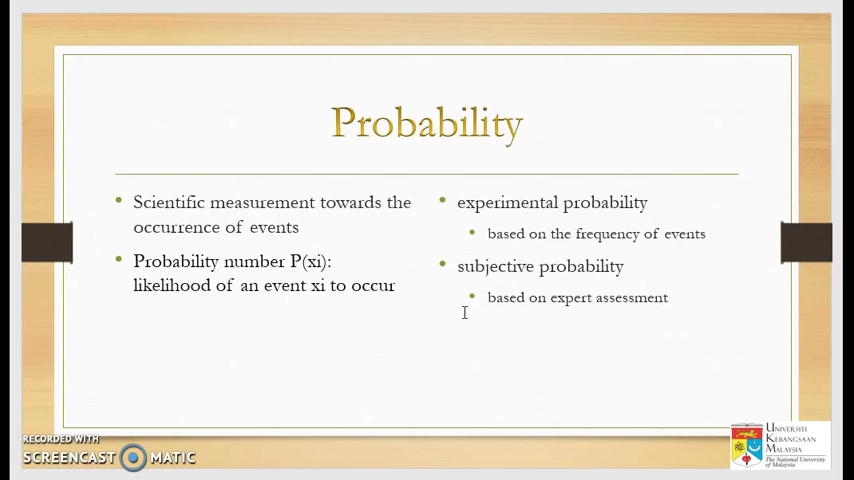 Probability
Scientific measurement towards the
occurrence of events
Probability number P(xi):
likelihood of an event xi to occur
experimental probability
based on the frequency of events
subjective probability
based on expert assessment
RECORDED WITH
SCREENCAST MATIC
UNIVERSITI
KEBANGSAAN
MALAYSIA
The National University
of Malaysia